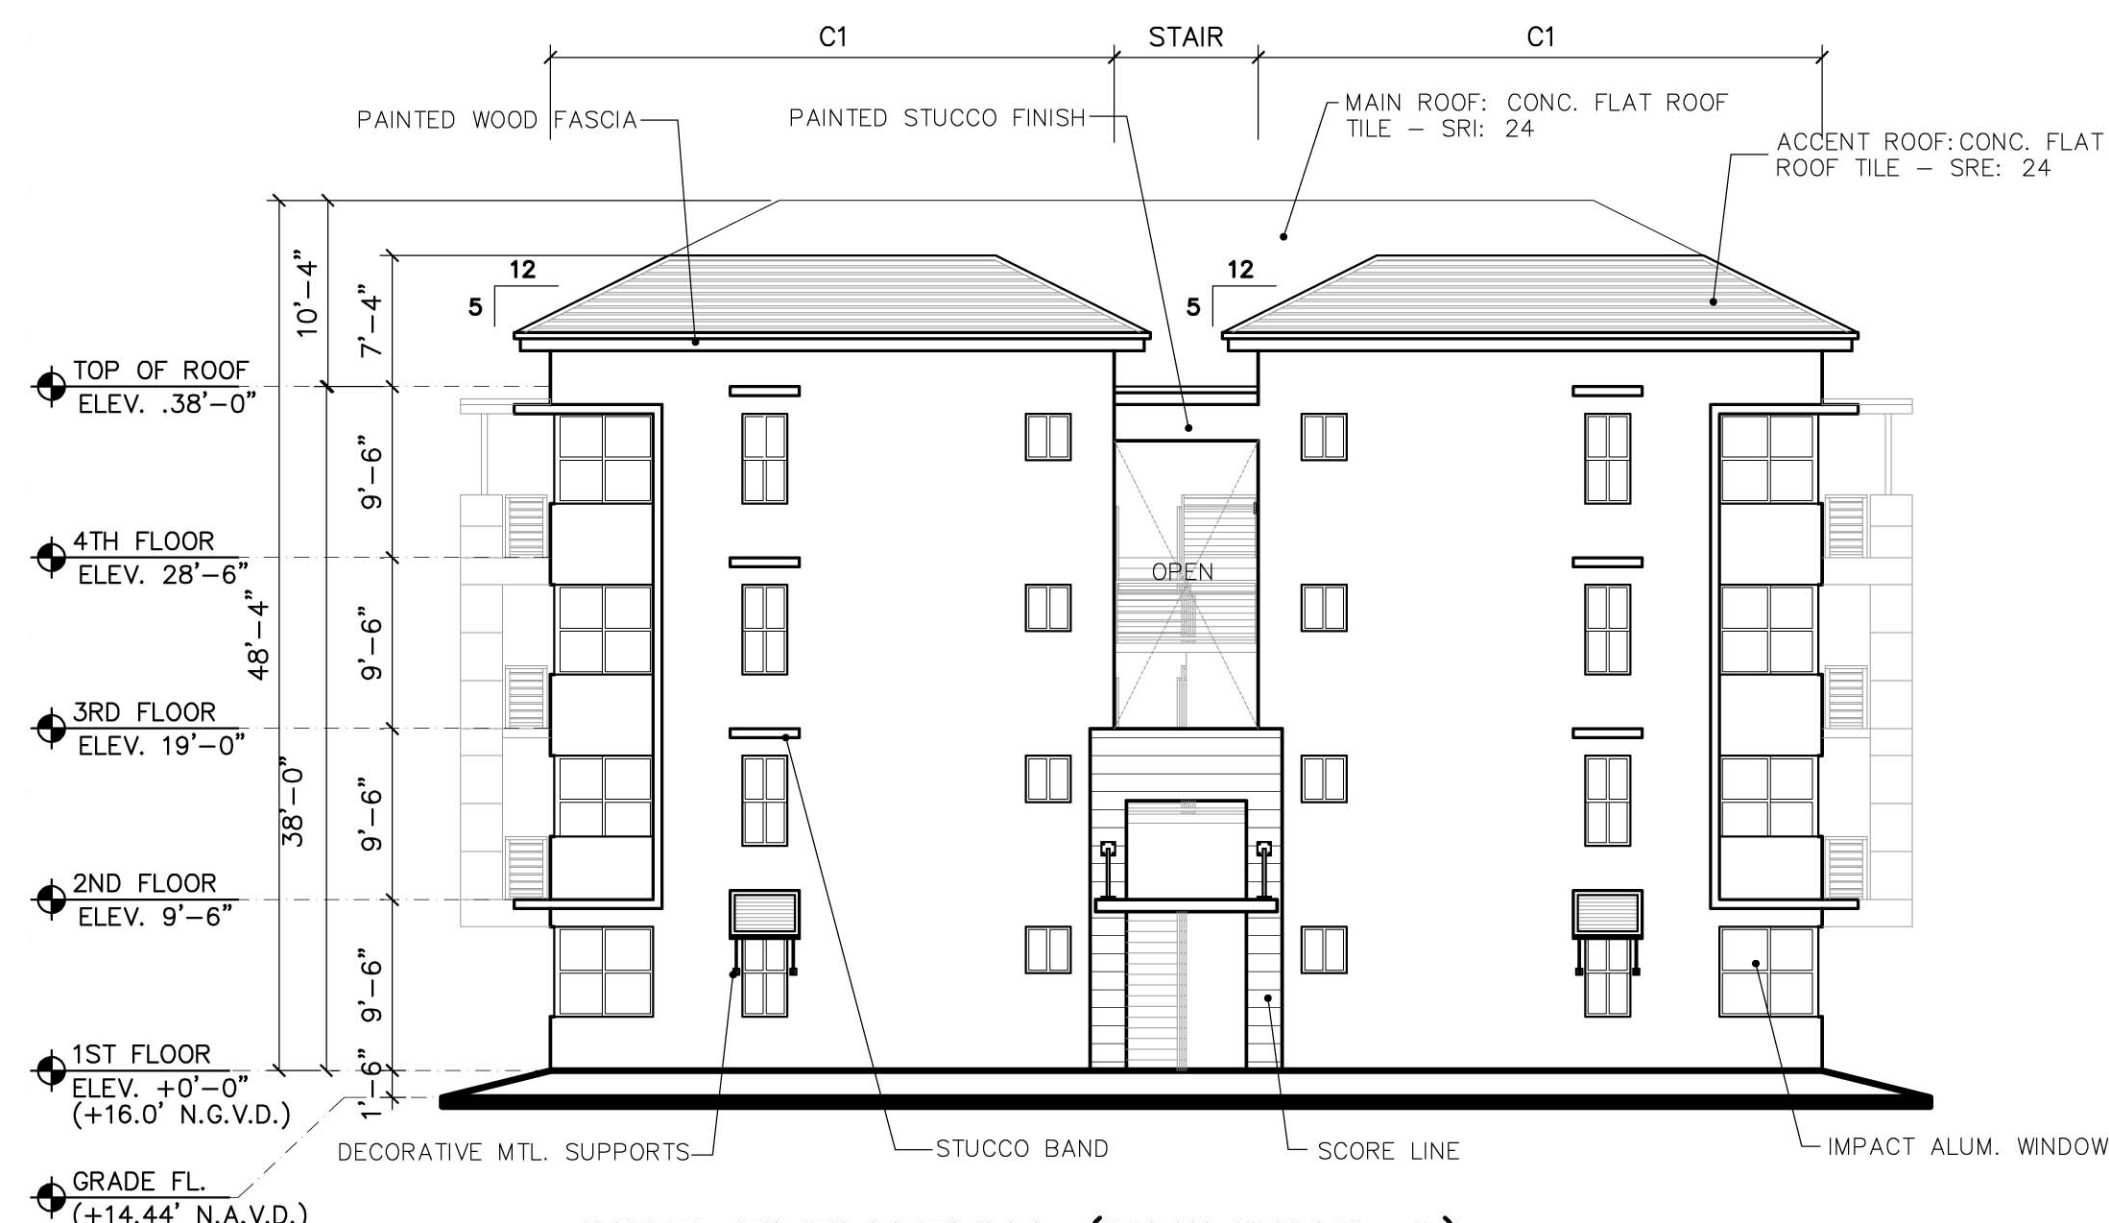 C1
STAIR
C1
PAINTED WOOD FASCIA
PAINTED STUCCO FINISH
MAIN ROOF: CONC. FLAT ROOF
TILE – SRI: 24
ACCENT ROOF: CONC. FLAT
ROOF TILE – SRE: 24
12
5
12
5
10'–4"
7'–4"
TOP OF ROOF
ELEV. .38'–0"
9'–6"
4TH FLOOR
ELEV. 28'–6"
OPEN
48'–4"
9'–6"
3RD FLOOR
ELEV. 19'–0"
38'–0"
9'–6"
2ND FLOOR
ELEV. 9'–6"
9'–6"
1ST FLOOR
ELEV. +0'–0"
(+16.0' N.G.V.D.)
1'–6"
DECORATIVE MTL. SUPPORTS
STUCCO BAND
SCORE LINE
IMPACT ALUM. WINDOW
GRADE FL.
(+14.44' N.A.V.D.)